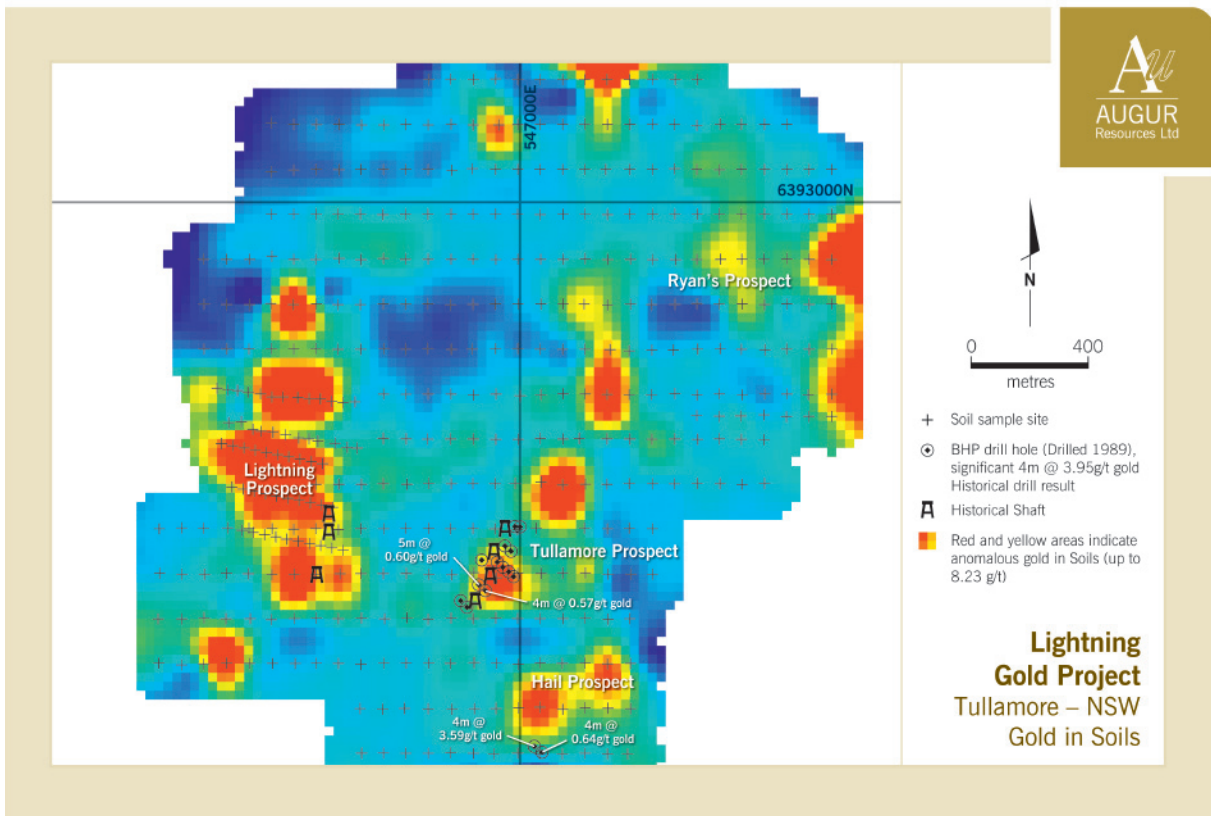 Au
AUGUR
Resources Ltd
547000E
6393000N
Ryan's Prospect
N
0 400
metres
Soil sample site
BHP drill hole (Drilled 1989),
significant 4m @ 3.95g/t gold
Historical drill result
Historical Shaft
Red and yellow areas indicate
anomalous gold in Soils (up to
8.23 g/t)
Lightning
Prospect
5m @
0.60g/t gold
Tullamore Prospect
4m @ 0.57g/t gold
Hail Prospect
4m @
3.59g/t gold
4m @
0.64g/t gold
Lightning
Gold Project
Tullamore – NSW
Gold in Soils